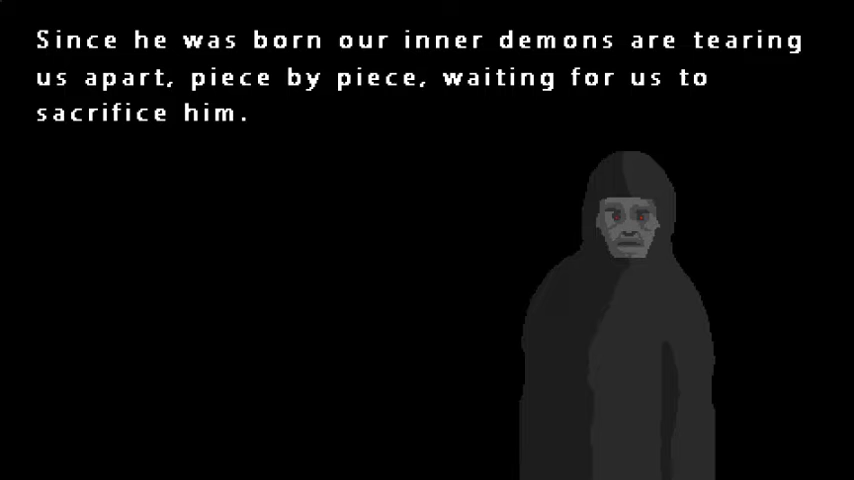 Since he was born our inner demons are tearing
us apart, piece by piece, waiting for us to
sacrifice him.